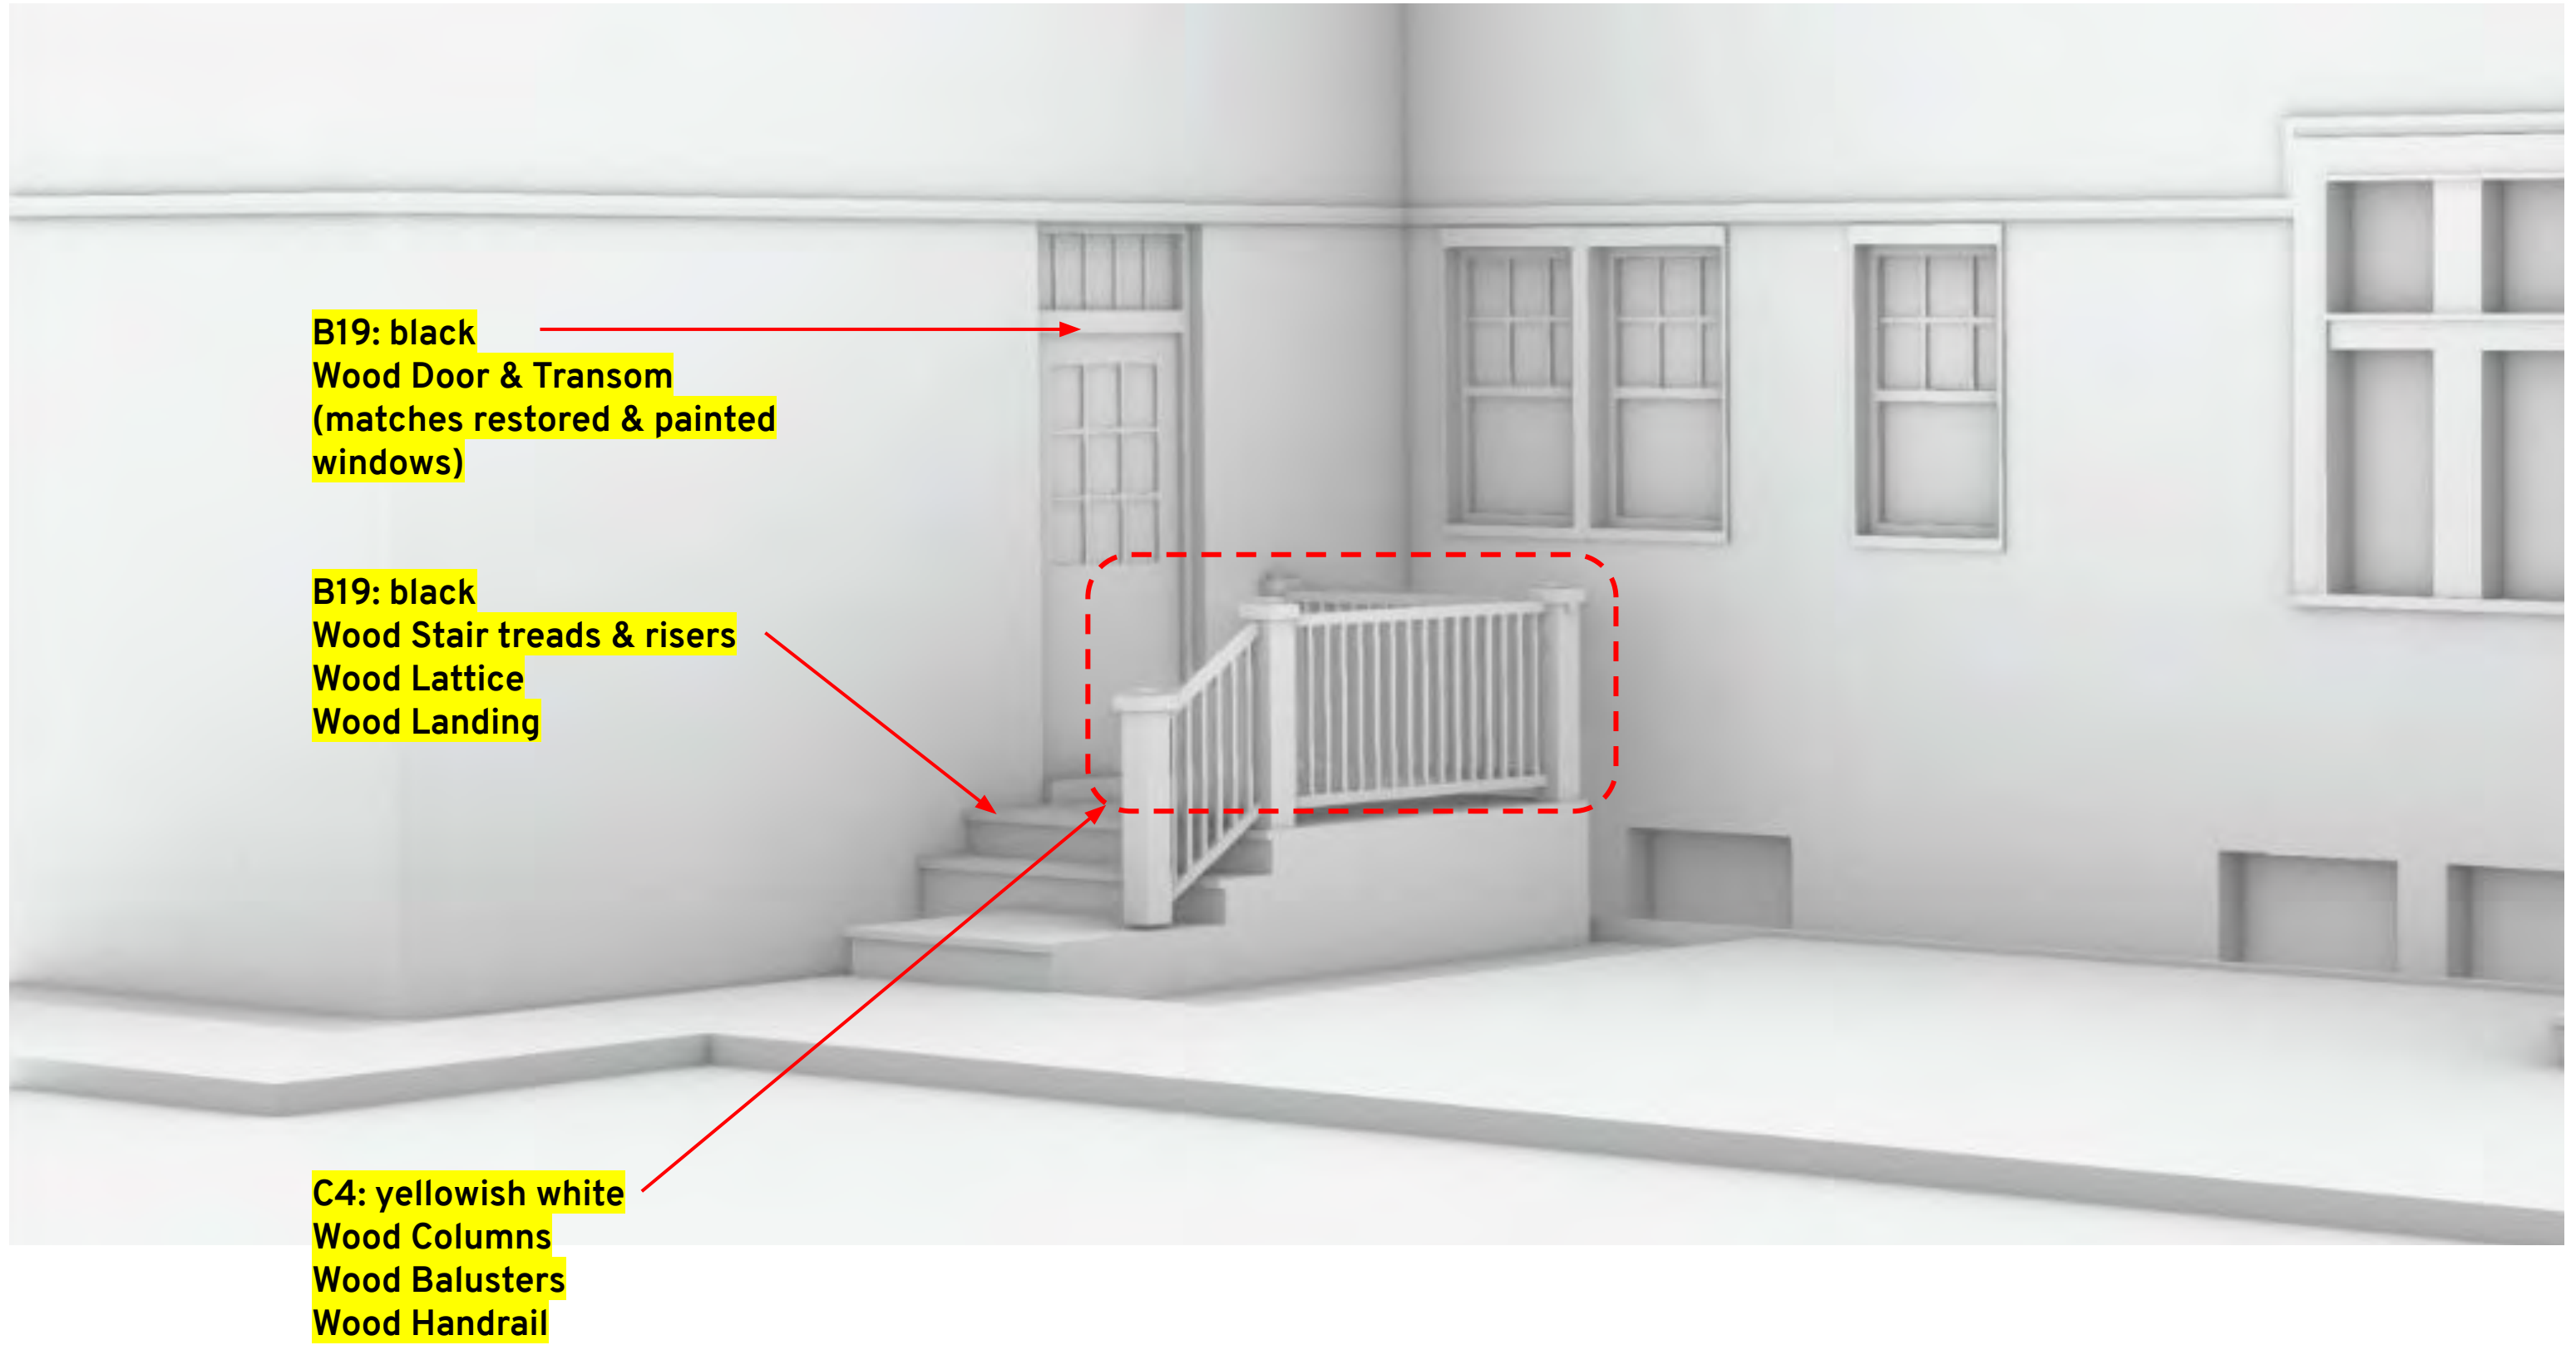 B19: black
Wood Door & Transom
(matches restored & painted
windows)
B19: black
Wood Stair treads & risers
Wood Lattice
Wood Landing
C4: yellowish white
Wood Columns
Wood Balusters
Wood Handrail